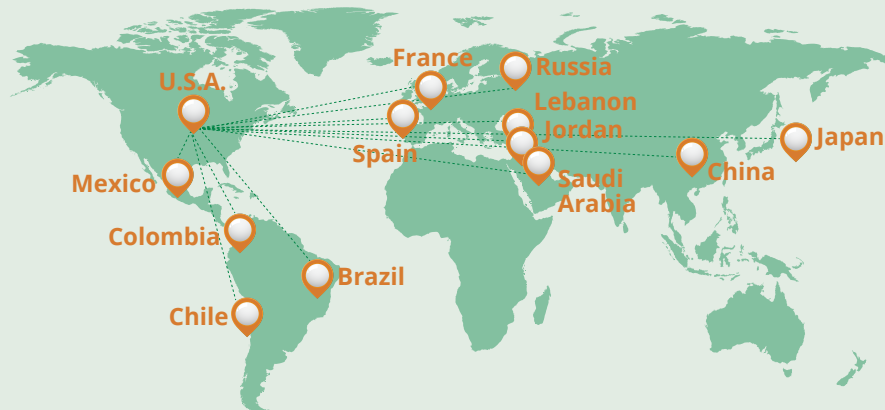 France
Russia
U.S.A.
Lebanon
Jordan
Japan
Spain
China
Mexico
Saudi
Arabia
Colombia
Brazil
Chile